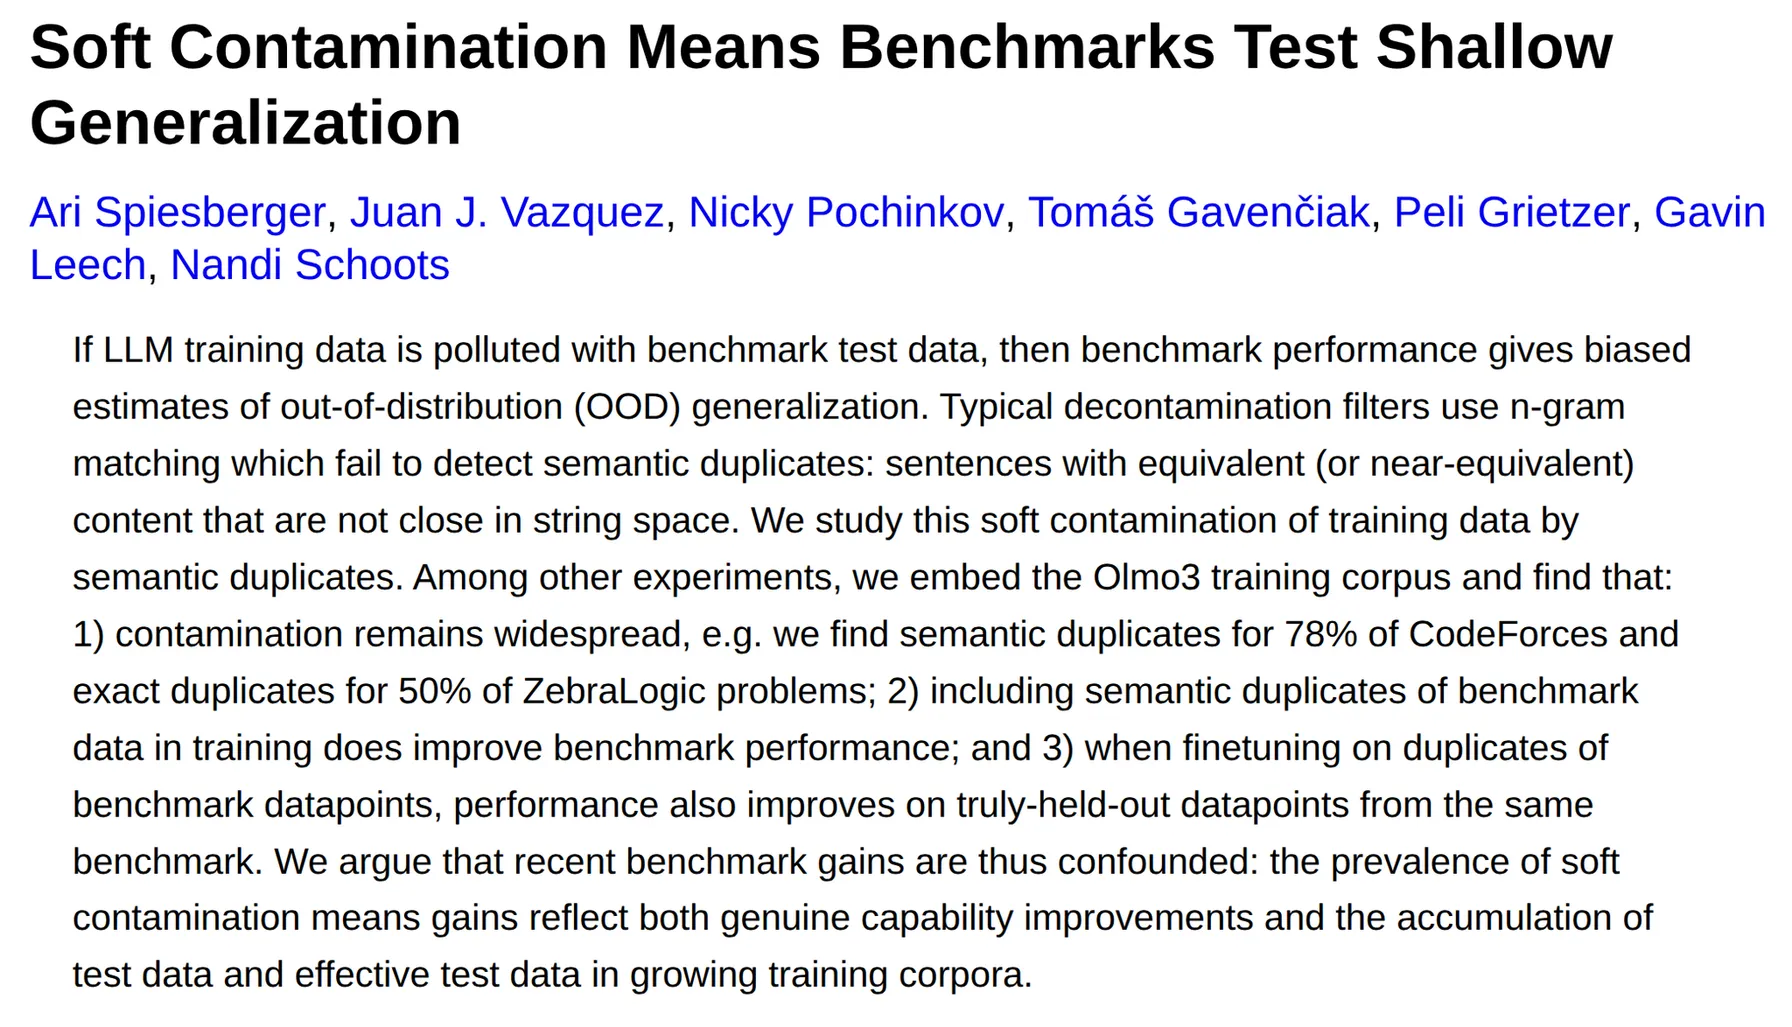 Soft Contamination Means Benchmarks Test Shallow
Generalization
Ari Spiesberger, Juan J. Vazquez, Nicky Pochinkov, Tomáš Gavenčiak, Peli Grietzer, Gavin
Leech, Nandi Schoots
If LLM training data is polluted with benchmark test data, then benchmark performance gives biased
estimates of out-of-distribution (OOD) generalization. Typical decontamination filters use n-gram
matching which fail to detect semantic duplicates: sentences with equivalent (or near-equivalent)
content that are not close in string space. We study this soft contamination of training data by
semantic duplicates. Among other experiments, we embed the Olmo3 training corpus and find that:
1) contamination remains widespread, e.g. we find semantic duplicates for 78% of CodeForces and
exact duplicates for 50% of ZebraLogic problems; 2) including semantic duplicates of benchmark
data in training does improve benchmark performance; and 3) when finetuning on duplicates of
benchmark datapoints, performance also improves on truly-held-out datapoints from the same
benchmark. We argue that recent benchmark gains are thus confounded: the prevalence of soft
contamination means gains reflect both genuine capability improvements and the accumulation of
test data and effective test data in growing training corpora.